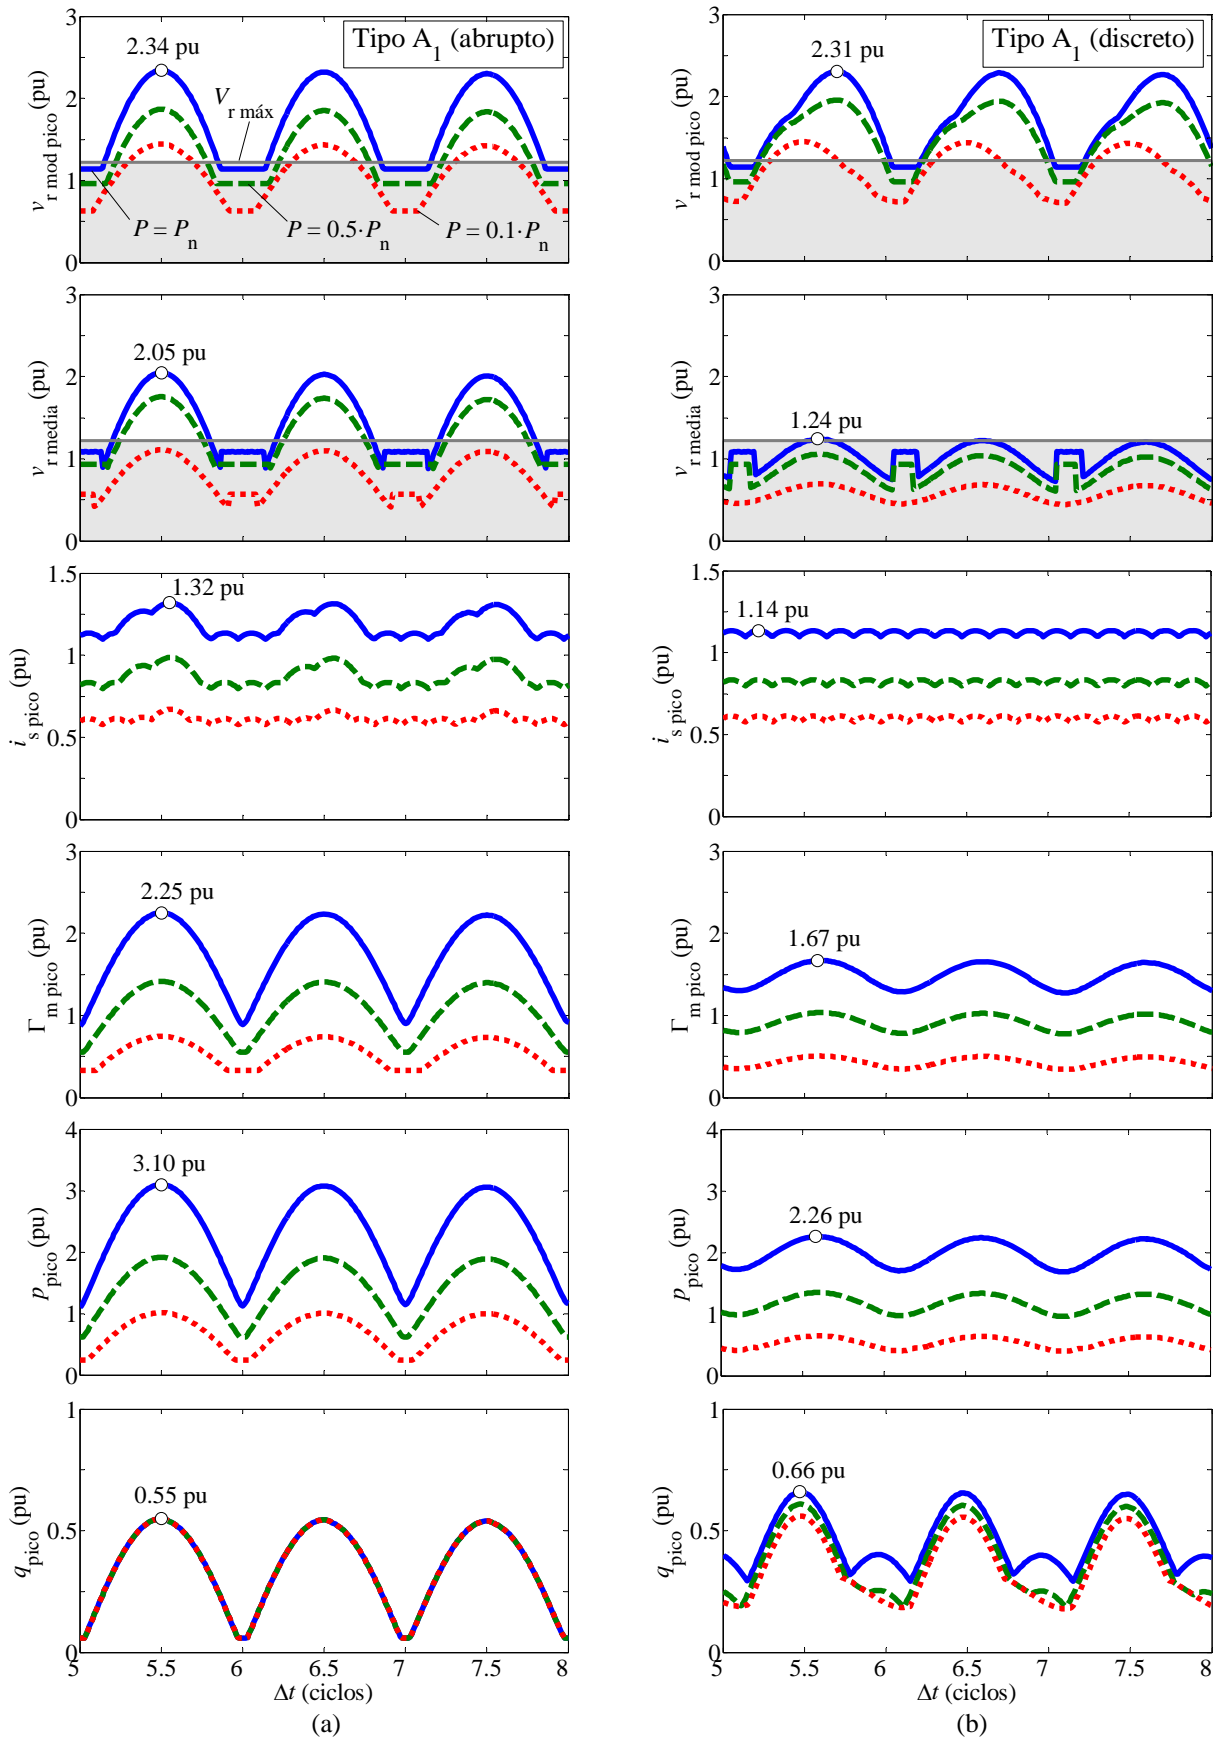 Tipo A1 (abrupto)
3
2
1
0
v r mod pico (pu)
2.34 pu
V r máx
P = Pn
P = 0.5·Pn
P = 0.1·Pn
3
2
1
0
v r media (pu)
2.05 pu
1.5
1
0.5
0
i s pico (pu)
1.32 pu
3
2
1
0
Γ m pico (pu)
2.25 pu
4
3
2
1
0
p pico (pu)
3.10 pu
1
0.5
0
q pico (pu)
0.55 pu
5 5.5 6 6.5 7 7.5 8
Δt (ciclos)
(a)
Tipo A1 (discreto)
3
2
1
0
v r mod pico (pu)
2.31 pu
3
2
1
0
v r media (pu)
1.24 pu
1.5
1
0.5
0
i s pico (pu)
1.14 pu
3
2
1
0
Γ m pico (pu)
1.67 pu
4
3
2
1
0
p pico (pu)
2.26 pu
1
0.5
0
q pico (pu)
0.66 pu
5 5.5 6 6.5 7 7.5 8
Δt (ciclos)
(b)